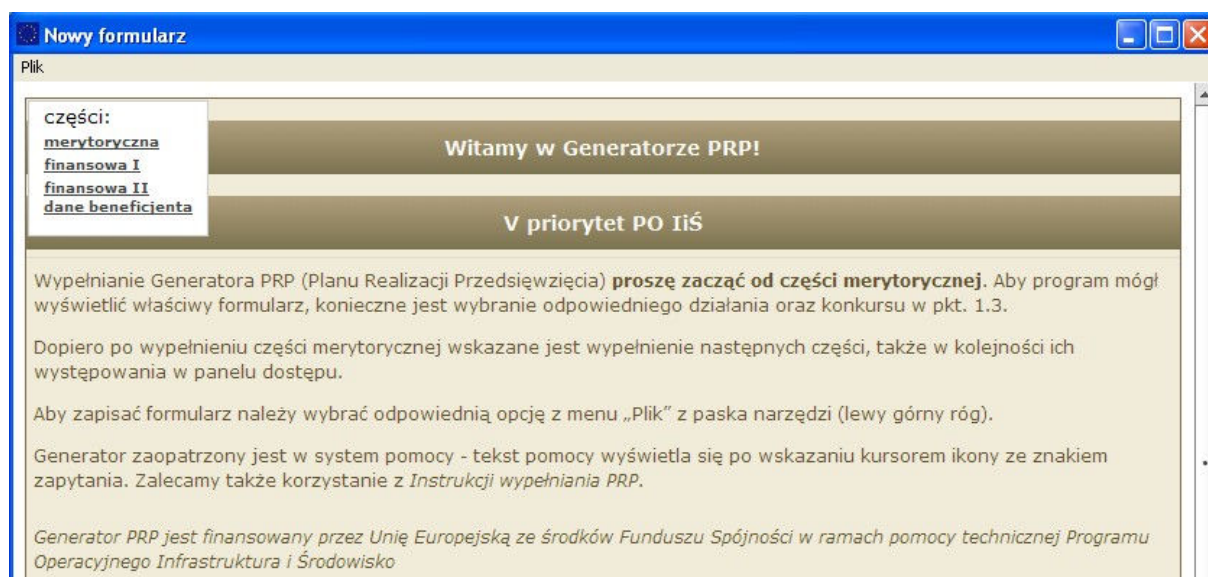 Nowy formularz
Plik
części:
merytoryczna
finansowa I
finansowa II
dane beneficjenta
Witamy w Generatorze PRP!
V priorytet PO IiŚ
Wypełnianie Generatora PRP (Planu Realizacji Przedsięwzięcia) proszę zacząć od części merytorycznej. Aby program mógł
wyświetlić właściwy formularz, konieczne jest wybranie odpowiedniego działania oraz konkursu w pkt. 1.3.
Dopiero po wypełnieniu części merytorycznej wskazane jest wypełnienie następnych części, także w kolejności ich
występowania w panelu dostępu.
Aby zapisać formularz należy wybrać odpowiednią opcję z menu „Plik” z paska narzędzi (lewy górny róg).
Generator zaopatrzony jest w system pomocy - tekst pomocy wyświetla się po wskazaniu kursorem ikony ze znakiem
zapytania. Zalecamy także korzystanie z Instrukcji wypełniania PRP.
Generator PRP jest finansowany przez Unię Europejską ze środków Funduszu Spójności w ramach pomocy technicznej Programu
Operacyjnego Infrastruktura i Środowisko